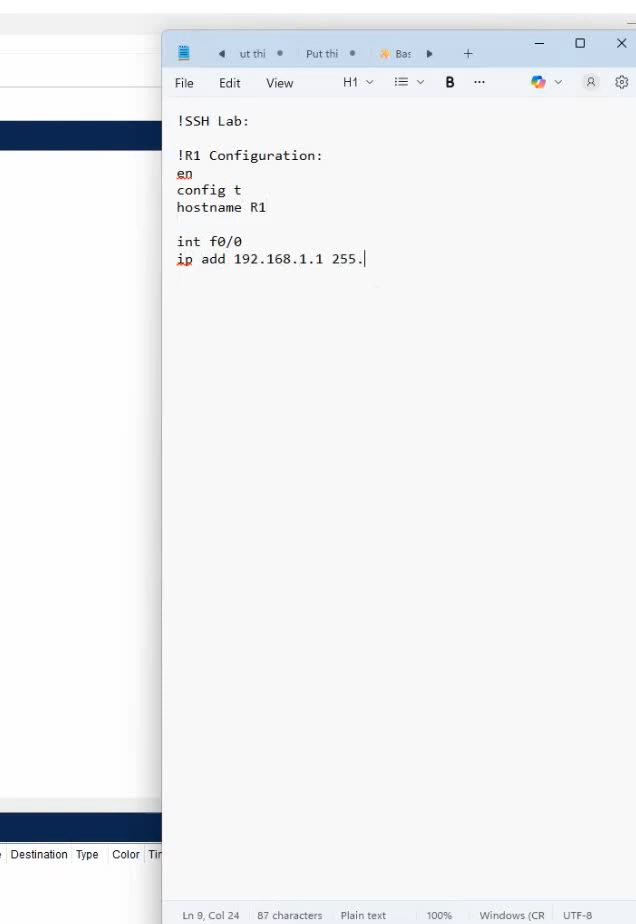 ut thi
Put thi
Bas
File Edit View H1 B
!SSH Lab:
!R1 Configuration:
en
config t
hostname R1
int f0/0
ip add 192.168.1.1 255.
Destination Type Color
Ln 9, Col 24 87 characters Plain text 100% Windows (CR UTF-8